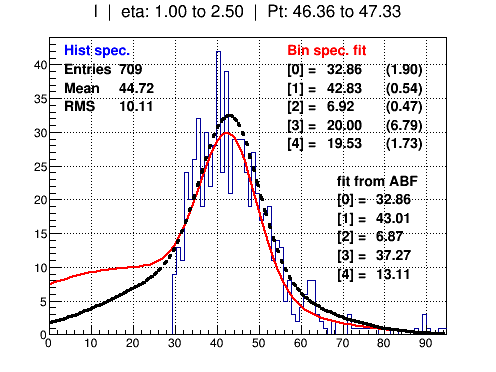 I | eta: 1.00 to 2.50 | Pt: 46.36 to 47.33
Hist spec.
Entries 709
Mean 44.72
RMS 10.11
Bin spec. fit
[0] = 32.86 (1.90)
[1] = 42.83 (0.54)
[2] = 6.92 (0.47)
[3] = 20.00 (6.79)
[4] = 19.53 (1.73)
fit from ABF
[0] = 32.86
[1] = 43.01
[2] = 6.87
[3] = 37.27
[4] = 13.11
40
35
30
25
20
15
10
5
0
0 10 20 30 40 50 60 70 80 90